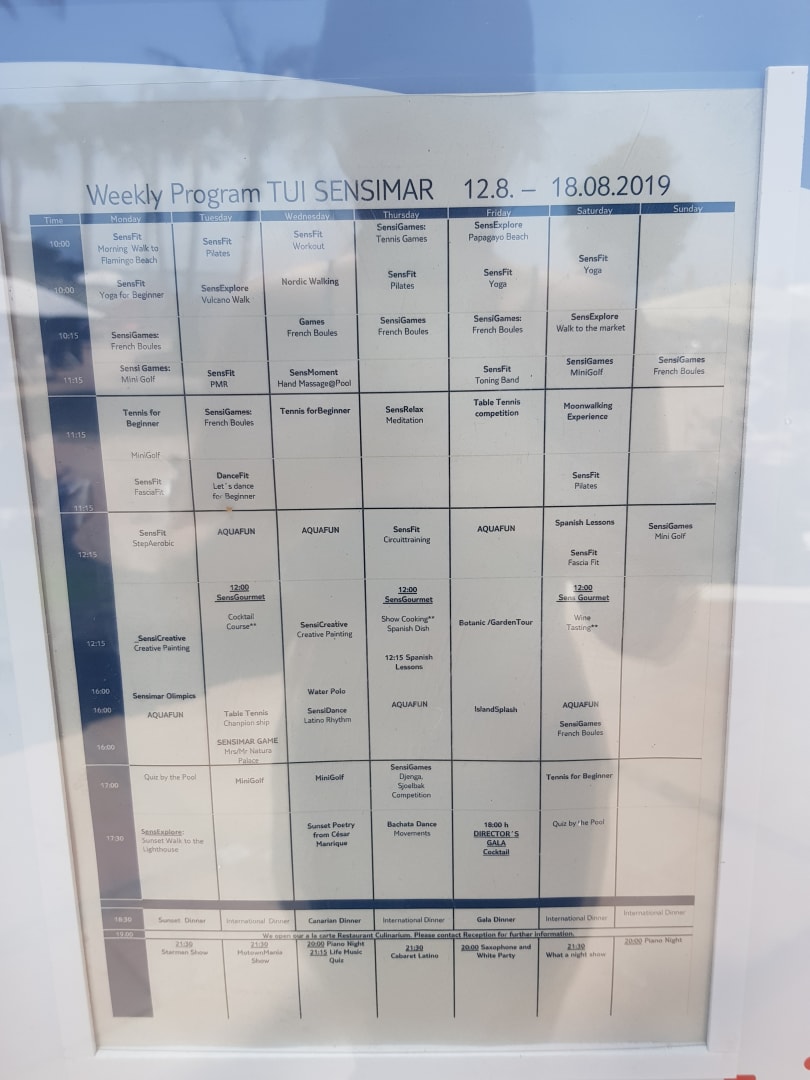 Weekly Program TUI SENSIMAR 12.8. – 18.08.2019
Time Monday Tuesday Wednesday Thursday Friday Saturday Sunday
10:00
SensFit
Morning Walk to
Flamingo Beach
SensFit
Pilates
SensFit
Workout
SensiGames:
Tennis Games
SensExplore
Papagayo Beach
SensFit
Yoga
10:00
SensFit
Yoga for Beginner
SensExplore
Vulcano Walk
Nordic Walking
SensFit
Pilates
SensFit
Yoga
10:15
SensiGames:
French Boules
Games
French Boules
SensiGames
French Boules
SensiGames:
French Boules
SensExplore
Walk to the market
11:15
Sensi Games:
Mini Golf
SensFit
PMR
SensMoment
Hand Massage@Pool
SensFit
Toning Band
SensiGames
MiniGolf
SensiGames
French Boules
11:15
Tennis for
Beginner
SensiGames:
French Boules
Tennis forBeginner
SensRelax
Meditation
Table Tennis
competition
Moonwalking
Experience
MiniGolf
SensFit
FasciaFit
DanceFit
Let´s dance
for Beginner
SensFit
Pilates
11:15
12:15
SensFit
StepAerobic
AQUAFUN
AQUAFUN
SensFit
Circuittraining
AQUAFUN
Spanish Lessons
SensFit
Fascia Fit
SensiGames
Mini Golf
12:15
SensiCreative
Creative Painting
12:00
SensGourmet
Cocktail
Course**
SensiCreative
Creative Painting
12:00
SensGourmet
Show Cooking**
Spanish Dish
12:15 Spanish
Lessons
Botanic /GardenTour
12:00
Sens Gourmet
Wine
Tasting**
16:00
Sensimar Olimpics
Water Polo
16:00
AQUAFUN
Table Tennis
Chanpion ship
SensiDance
Latino Rhythm
AQUAFUN
IslandSplash
AQUAFUN
SensiGames
French Boules
16:00
SENSIMAR GAME
Mrs/Mr Natura
Palace
17:00
Quiz by the Pool
MiniGolf
MiniGolf
SensiGames
Djenga,
Sjoelbak
Competition
Tennis for Beginner
17:30
SensExplore:
Sunset Walk to the
Lighthouse
Sunset Poetry
from César
Manrique
Bachata Dance
Movements
18:00 h
DIRECTOR´S
GALA
Cocktail
Quiz by the Pool
18:30
Sunset Dinner
International Dinner
Canarian Dinner
International Dinner
Gala Dinner
International Dinner
International Dinner
19:00
We open our a la carte Restaurant Culinarium. Please contact Reception for further information.
21:30
Starmen Show
21:30
MotownMania
Show
20:00 Piano Night
21:15 Life Music
Quiz
21:30
Cabaret Latino
20:00 Saxophone and
White Party
21:30
What a night show
20:00 Piano Night